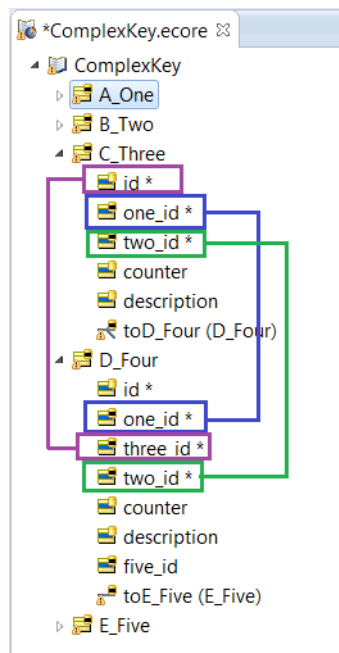 *ComplexKey.ecore
ComplexKey
A_One
B_Two
C_Three
id *
one_id *
two_id *
counter
description
toD_Four (D_Four)
D_Four
id *
one_id *
three_id *
two_id *
counter
description
five_id
toE_Five (E_Five)
E_Five